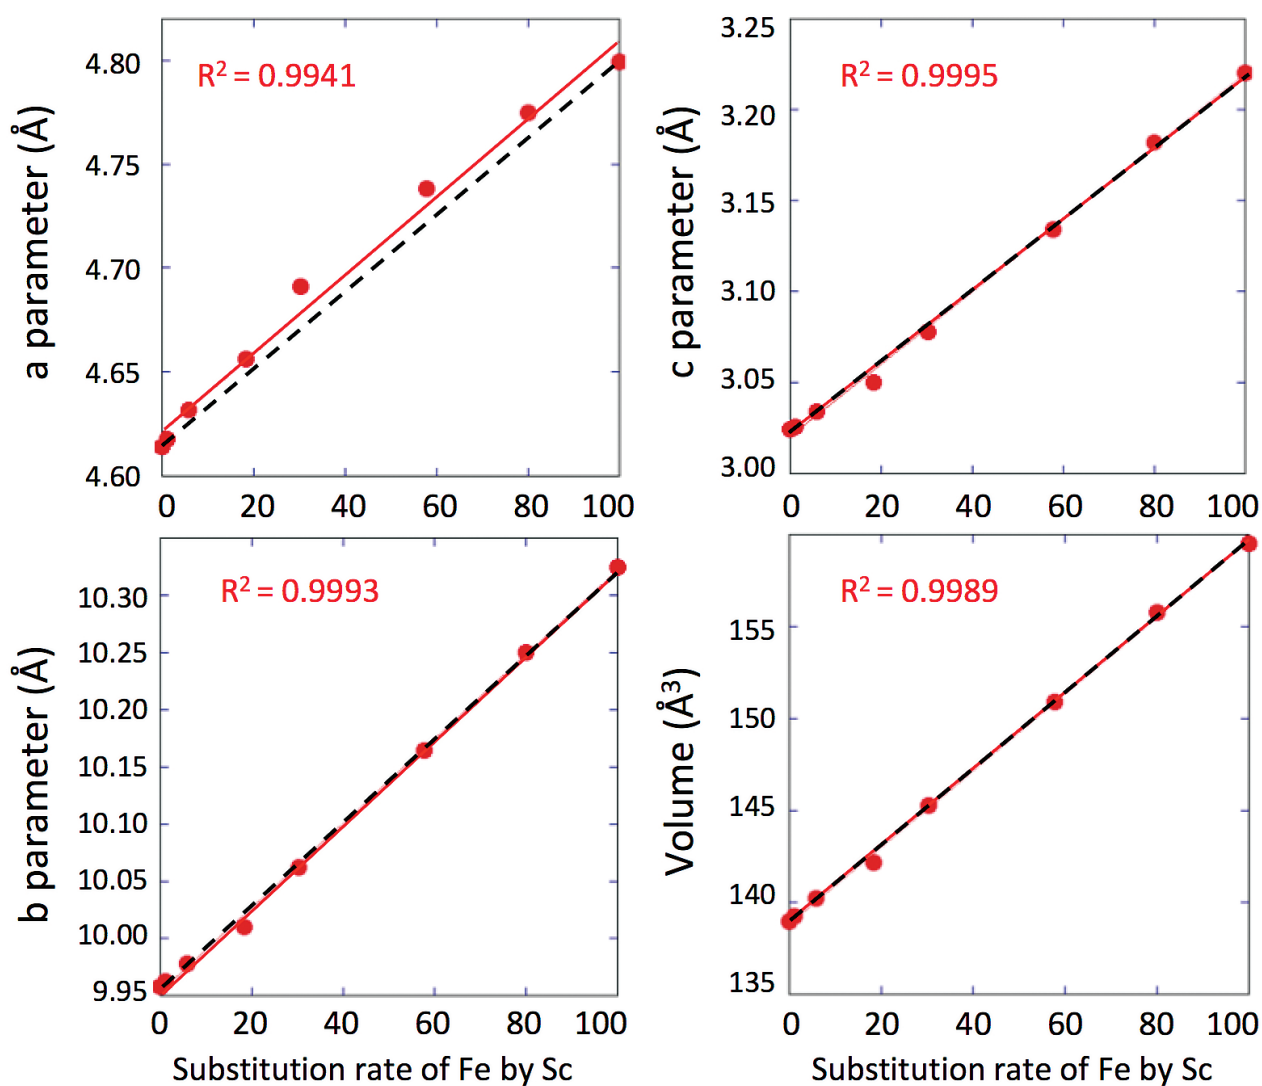 a parameter (Å)
R² = 0.9941
4.80
4.75
4.70
4.65
4.60
0 20 40 60 80 100
c parameter (Å)
R² = 0.9995
3.25
3.20
3.15
3.10
3.05
3.00
0 20 40 60 80 100
b parameter (Å)
R² = 0.9993
10.30
10.25
10.20
10.15
10.10
10.05
10.00
9.95
0 20 40 60 80 100
Substitution rate of Fe by Sc
Volume (Å³)
R² = 0.9989
155
150
145
140
135
0 20 40 60 80 100
Substitution rate of Fe by Sc